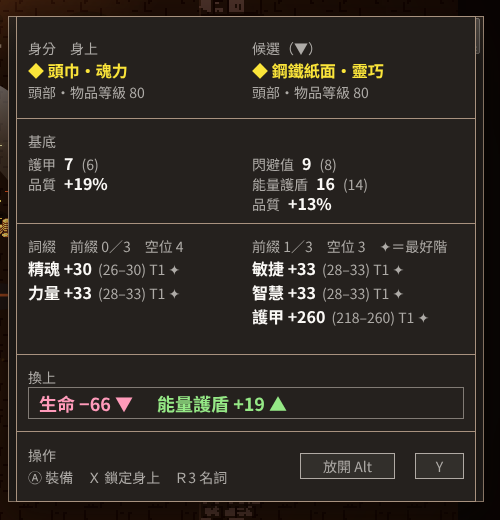 身分　身上　候選（▼）
◆ 頭巾・魂力　◆ 鋼鐵紙面・靈巧
頭部・物品等級 80　頭部・物品等級 80
基底
護甲 7 (6)　閃避值 9 (8)
品質 +19%　能量護盾 16 (14)
品質 +13%
詞綴　前綴 0／3　空位 4　前綴 1／3　空位 3　✦＝最好階
精魂 +30 (26–30) T1 ✦　敏捷 +33 (28–33) T1 ✦
力量 +33 (28–33) T1 ✦　智慧 +33 (28–33) T1 ✦
護甲 +260 (218–260) T1 ✦
換上
生命 −66 ▼　能量護盾 +19 ▲
操作
Ⓐ 裝備　X 鎖定身上　R3 名詞　放開 Alt　Y